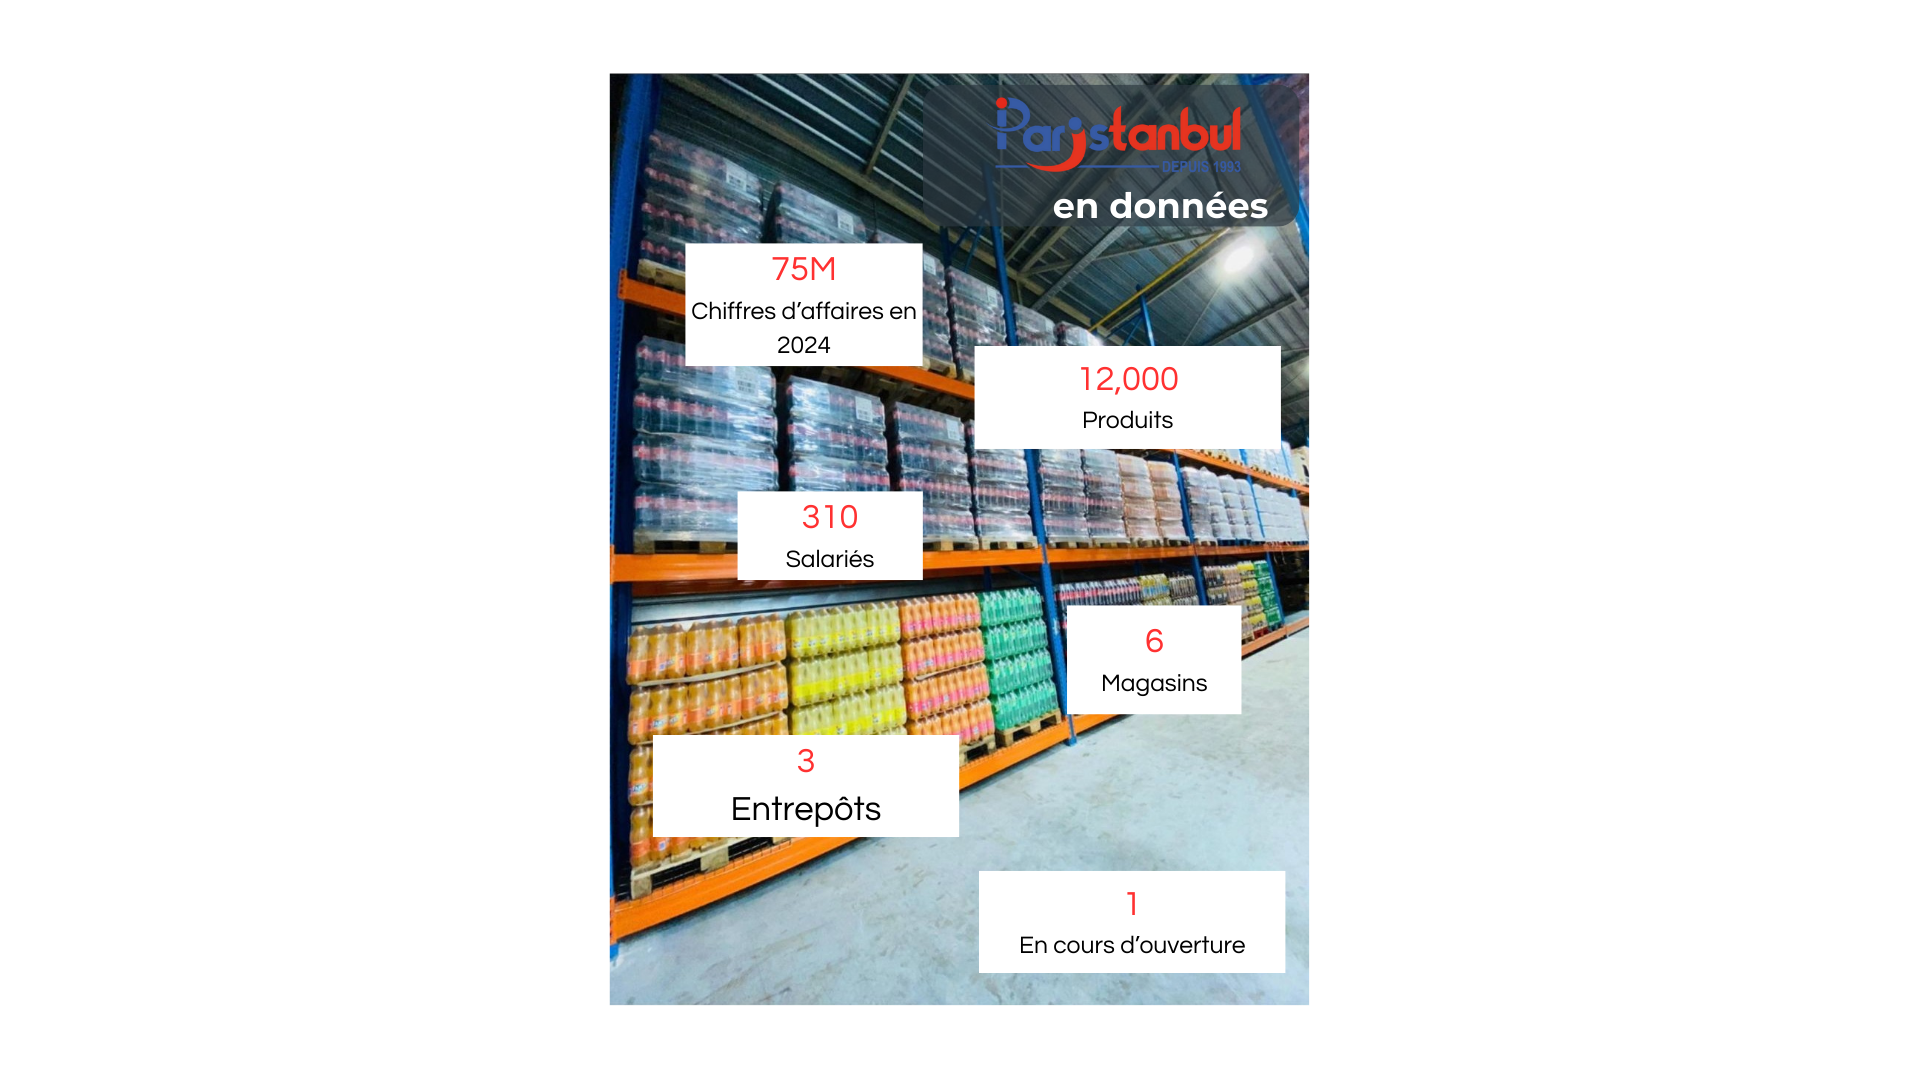 Paristanbul
DEPUIS 1993
en données
75M
Chiffres d’affaires en
2024
12,000
Produits
310
Salariés
6
Magasins
3
Entrepôts
1
En cours d’ouverture